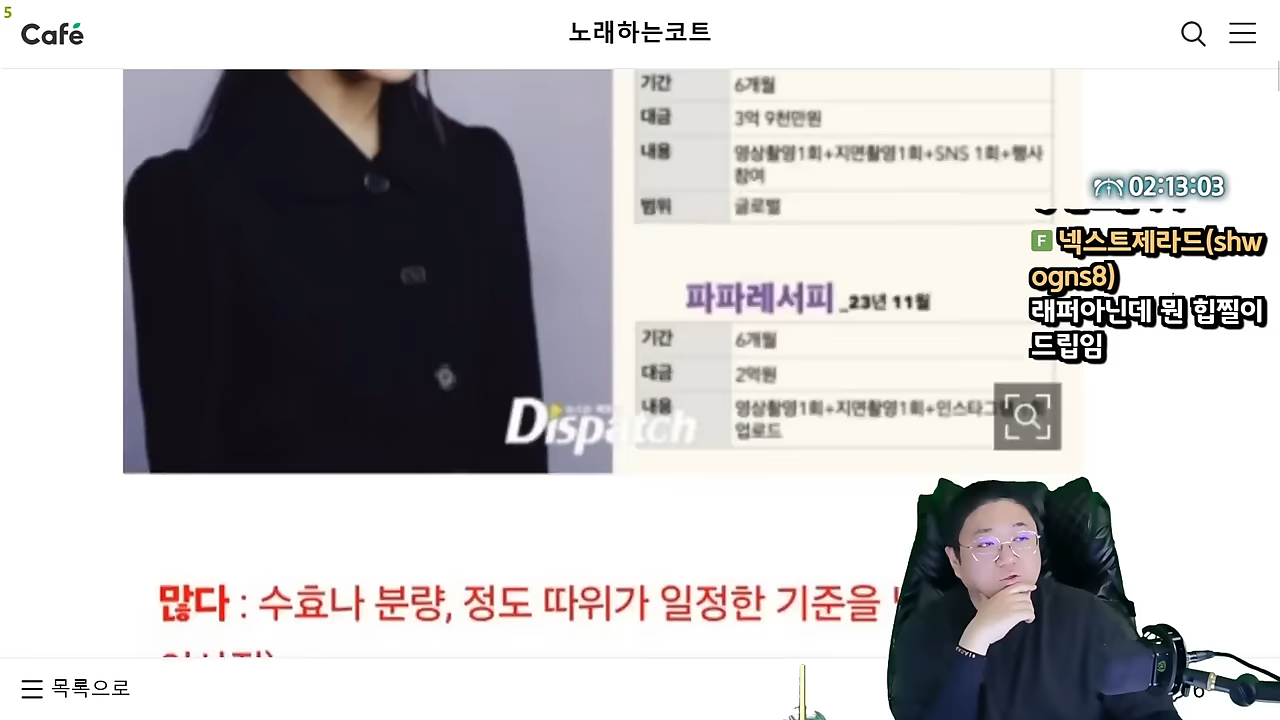 5
Café
노래하는코트
기간
6개월
대금
3억 9천만원
내용
영상촬영1회+지면촬영1회+SNS 1회+행사
참여
범위
글로벌
02:13:03
F 넥스트제라드(shw
ogns8)
래퍼아닌데 뭔 힙찔이
드립임
파파레서피_23년 11월
기간
6개월
대금
2억원
내용
영상촬영1회+지면촬영1회+인스타그램
업로드
Dispatch
많다 : 수효나 분량, 정도 따위가 일정한 기준을
목록으로